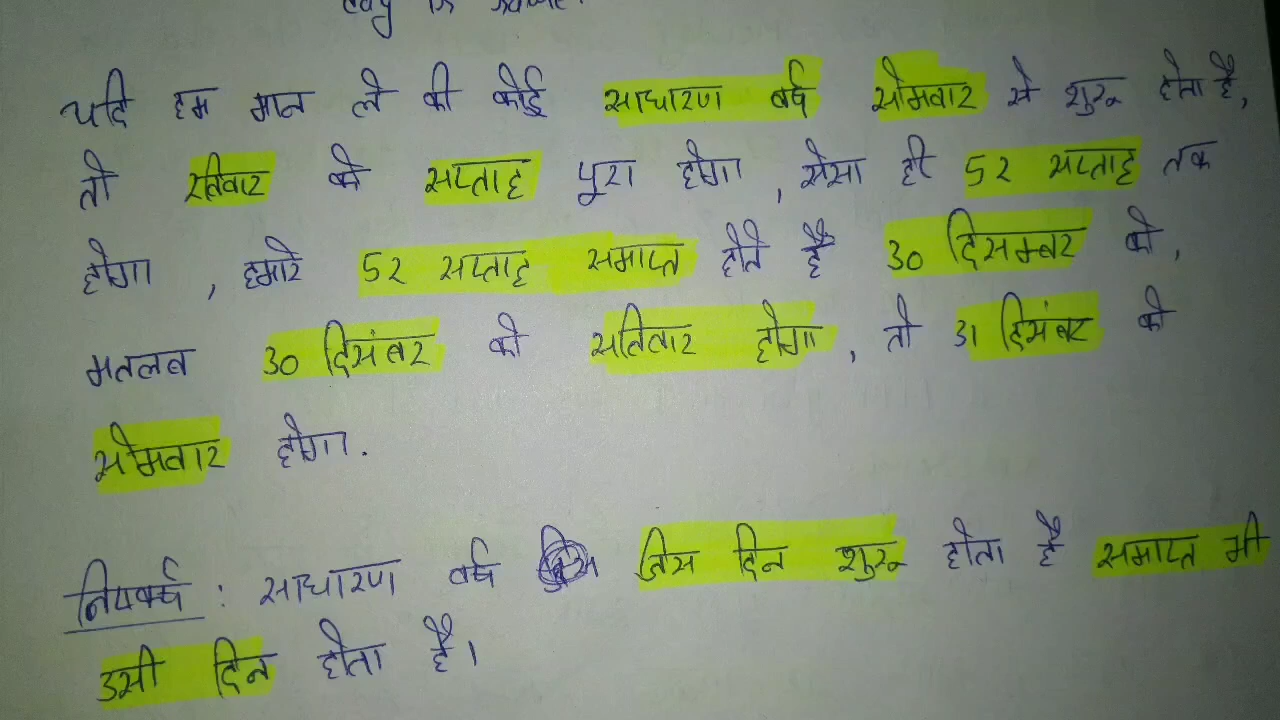 यदि हम मान ले की कोई साधारण वर्ष सोमवार से शुरू होता है,
तो रविवार को सप्ताह पूरा होगा , ऐसा ही 52 सप्ताह तक
होगा , हमारे 52 सप्ताह समाप्त होते है 30 दिसम्बर को,
मतलब 30 दिसंबर को रविवार होगा, तो 31 दिसंबर को
सोमवार होगा.
निष्कर्ष : साधारण वर्ष जिस दिन शुरू होता है समाप्त भी
उसी दिन होता है।